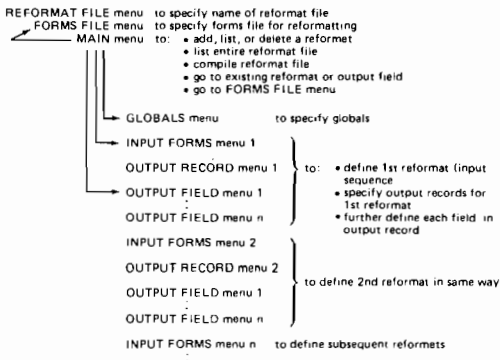 REFORMAT FILE menu to specify name of reformat file
FORMS FILE menu to specify forms file for reformatting
MAIN menu to: • add, list, or delete a reformet
• list entire reformat file
• compile reformat file
• go to existing reformat or output field
• go to FORMS FILE menu
GLOBALS menu to specify globals
INPUT FORMS menu 1
OUTPUT RECORD menu 1 to: • define 1st reformat (input
sequence
OUTPUT FIELD menu 1 • specify output records for
1st reformat
OUTPUT FIELD menu n • further define each field in
output record
INPUT FORMS menu 2
OUTPUT RECORD menu 2
to define 2nd reformat in same way
OUTPUT FIELD menu 1
OUTPUT FIELD menu n
INPUT FORMS menu n to define subsequent reformets